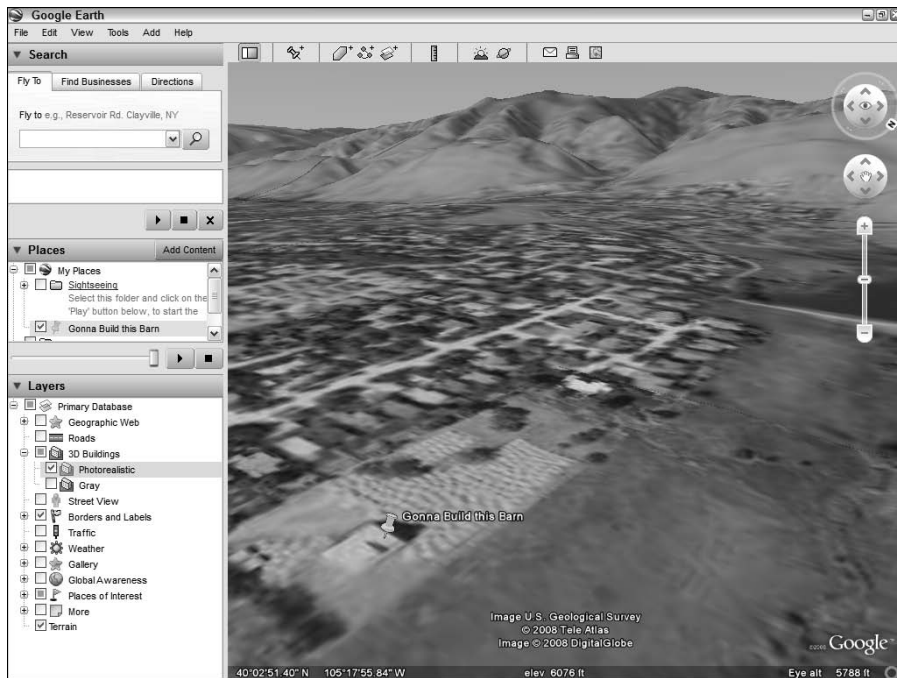 Google Earth
File Edit View Tools Add Help
Search
Fly To Find Businesses Directions
Fly to e.g., Reservoir Rd. Clayville, NY
Places Add Content
My Places
Sightseeing
Select this folder and click on the
'Play' button below, to start the
Gonna Build this Barn
Layers
Primary Database
Geographic Web
Roads
3D Buildings
Photorealistic
Gray
Street View
Borders and Labels
Traffic
Weather
Gallery
Global Awareness
Places of Interest
More
Terrain
N
Gonna Build this Barn
Image U.S. Geological Survey
© 2008 Tele Atlas
Image © 2008 DigitalGlobe
Google™
40°02'51.40" N 105°17'55.84" W elev 6076 ft Eye alt 5788 ft